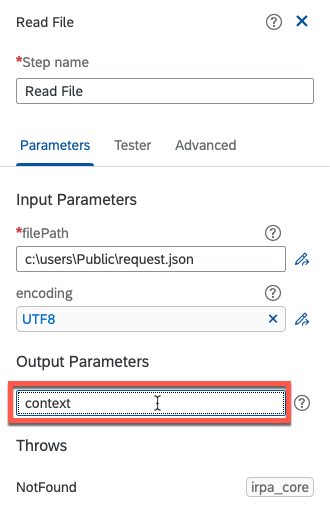 Read File
*Step name
Read File
Parameters Tester Advanced
Input Parameters
*filePath
c:\users\Public\request.json
encoding
UTF8
Output Parameters
context
Throws
NotFound irpa_core